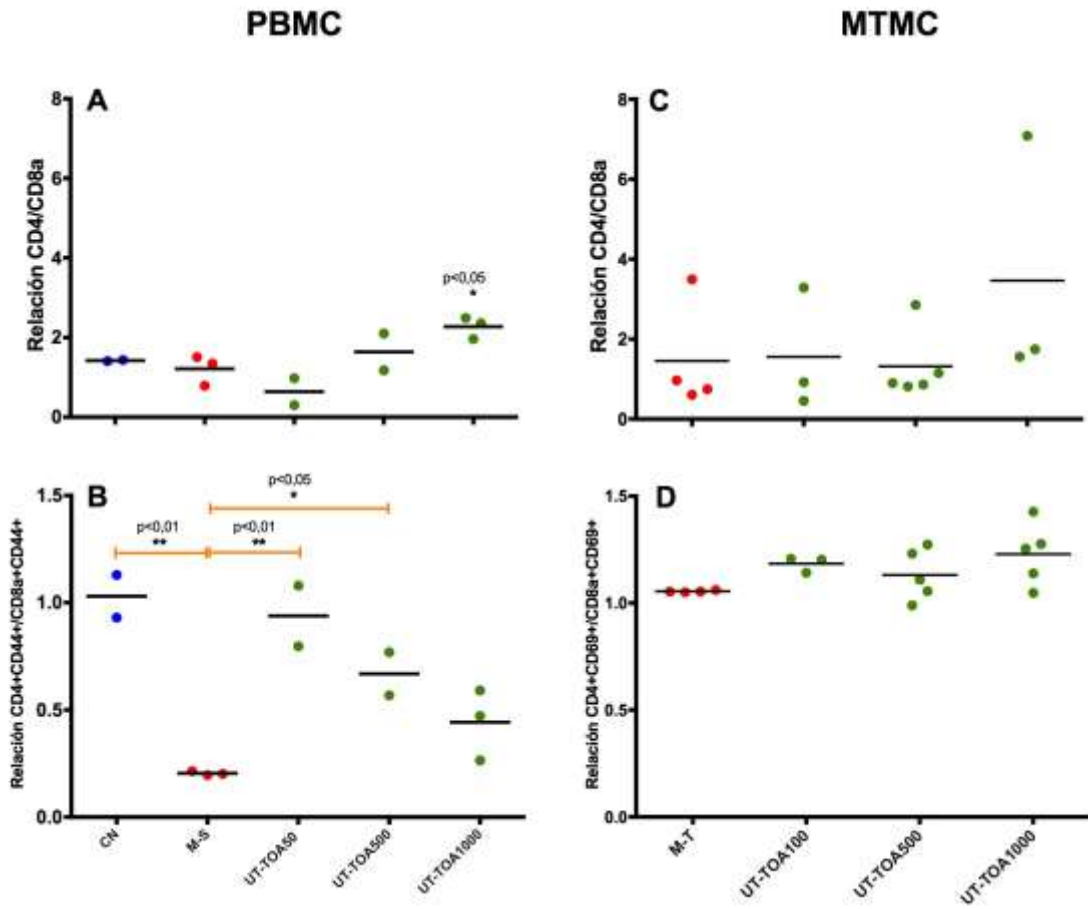 PBMC
MTMC
A
8
6
4
2
0
Relación CD4/CD8a
p<0,05
*
C
8
6
4
2
0
Relación CD4/CD8a
B
1.5
1.0
0.5
0.0
Relación CD4+CD44+/CD8a+CD44+
p<0,05
*
p<0,01
**
p<0,01
**
CN
M-S
UT-TOA50
UT-TOA500
UT-TOA1000
D
1.5
1.0
0.5
0.0
Relación CD4+CD69+/CD8a+CD69+
M-T
UT-TOA100
UT-TOA500
UT-TOA1000